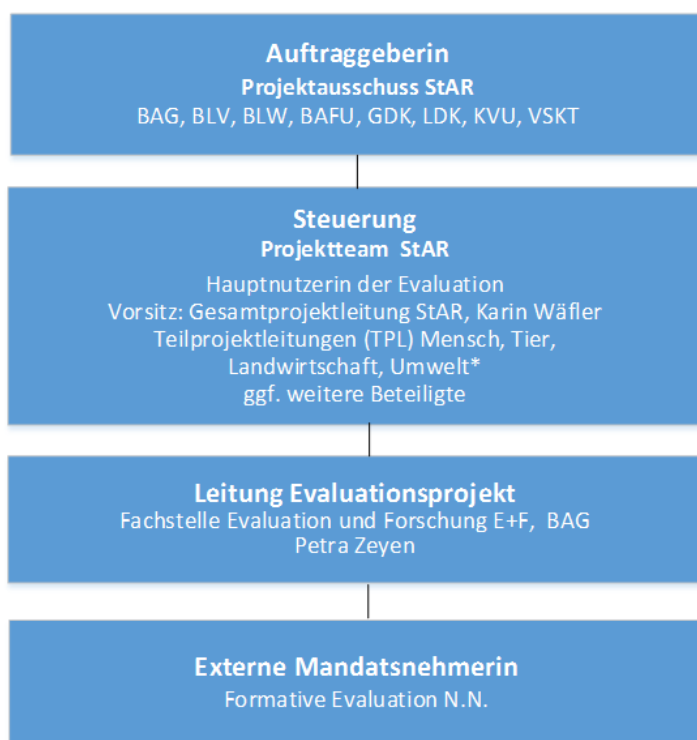 Auftraggeberin
Projektausschuss StAR
BAG, BLV, BLW, BAFU, GDK, LDK, KVU, VSKT
Steuerung
Projektteam StAR
Hauptnutzerin der Evaluation
Vorsitz: Gesamtprojektleitung StAR, Karin Wäfler
Teilprojektleitungen (TPL) Mensch, Tier,
Landwirtschaft, Umwelt*
ggf. weitere Beteiligte
Leitung Evaluationsprojekt
Fachstelle Evaluation und Forschung E+F, BAG
Petra Zeyen
Externe Mandatsnehmerin
Formative Evaluation N.N.